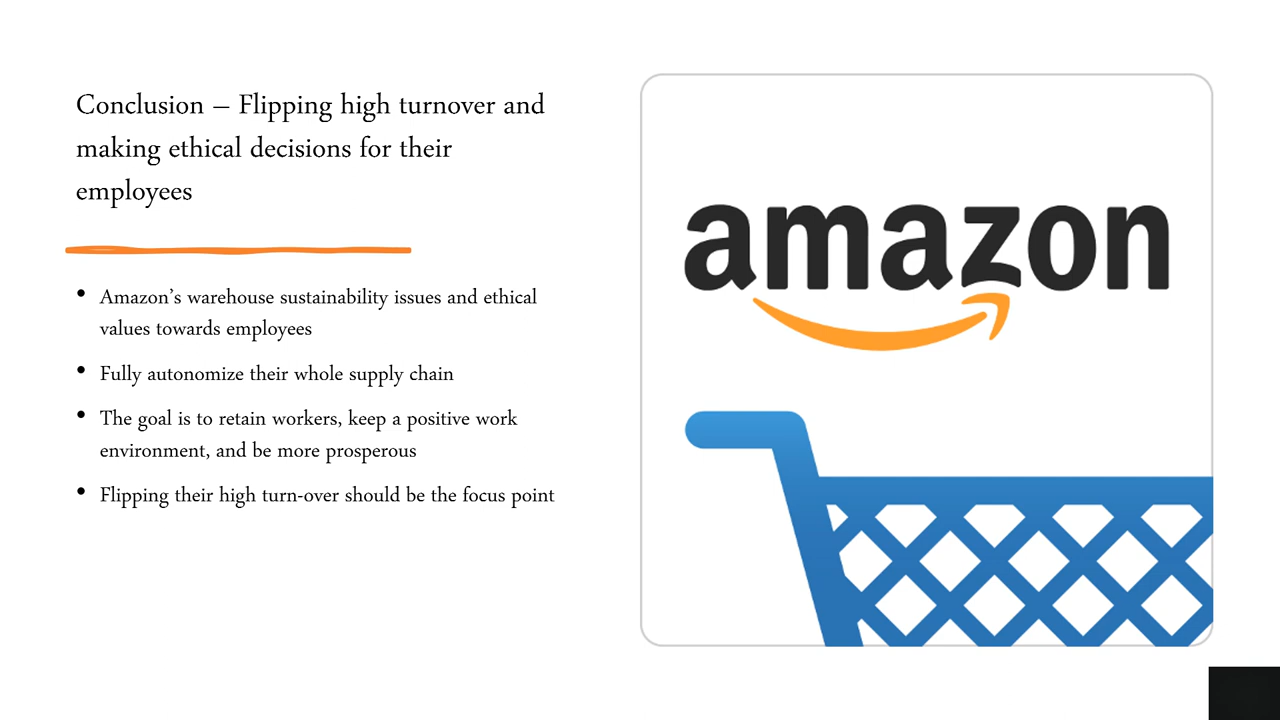 Conclusion – Flipping high turnover and
making ethical decisions for their
employees
• Amazon’s warehouse sustainability issues and ethical
values towards employees
• Fully autonomize their whole supply chain
• The goal is to retain workers, keep a positive work
environment, and be more prosperous
• Flipping their high turn-over should be the focus point
amazon